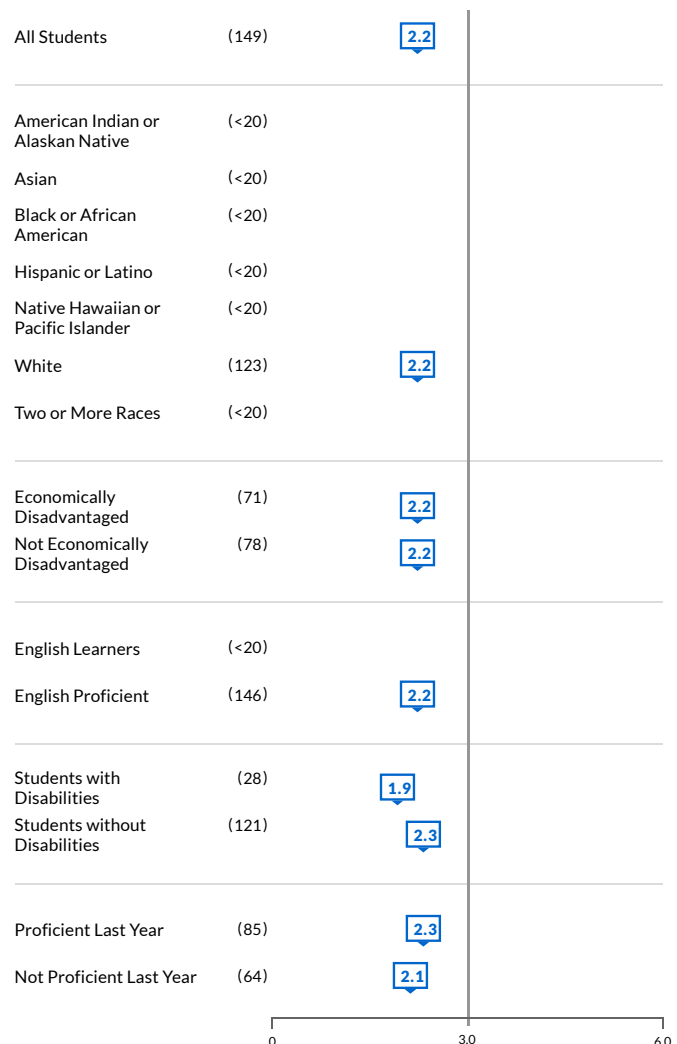 All Students (149) 2.2
American Indian or (<20)
Alaskan Native
Asian (<20)
Black or African (<20)
American
Hispanic or Latino (<20)
Native Hawaiian or (<20)
Pacific Islander
White (123) 2.2
Two or More Races (<20)
Economically (71) 2.2
Disadvantaged
Not Economically (78) 2.2
Disadvantaged
English Learners (<20)
English Proficient (146) 2.2
Students with (28) 1.9
Disabilities
Students without (121) 2.3
Disabilities
Proficient Last Year (85) 2.3
Not Proficient Last Year (64) 2.1
0 3.0 6.0